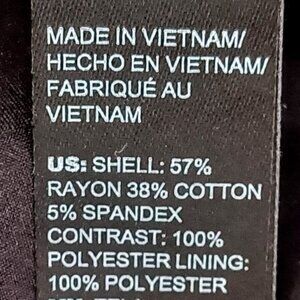 MADE IN VIETNAM/
HECHO EN VIETNAM/
FABRIQUÉ AU
VIETNAM
US: SHELL: 57%
RAYON 38% COTTON
5% SPANDEX
CONTRAST: 100%
POLYESTER LINING:
100% POLYESTER